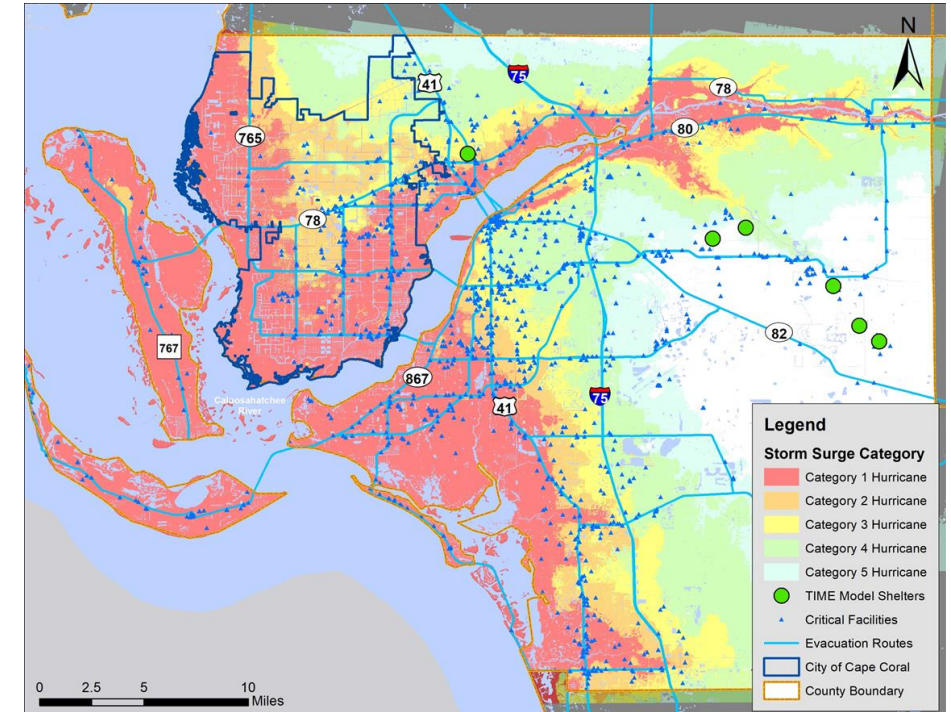 N
41
75
78
765
80
78
82
767
867
Caloosahatchee
River
41
75
Legend
Storm Surge Category
Category 1 Hurricane
Category 2 Hurricane
Category 3 Hurricane
Category 4 Hurricane
Category 5 Hurricane
TIME Model Shelters
Critical Facilities
Evacuation Routes
City of Cape Coral
County Boundary
0 2.5 5 10
Miles